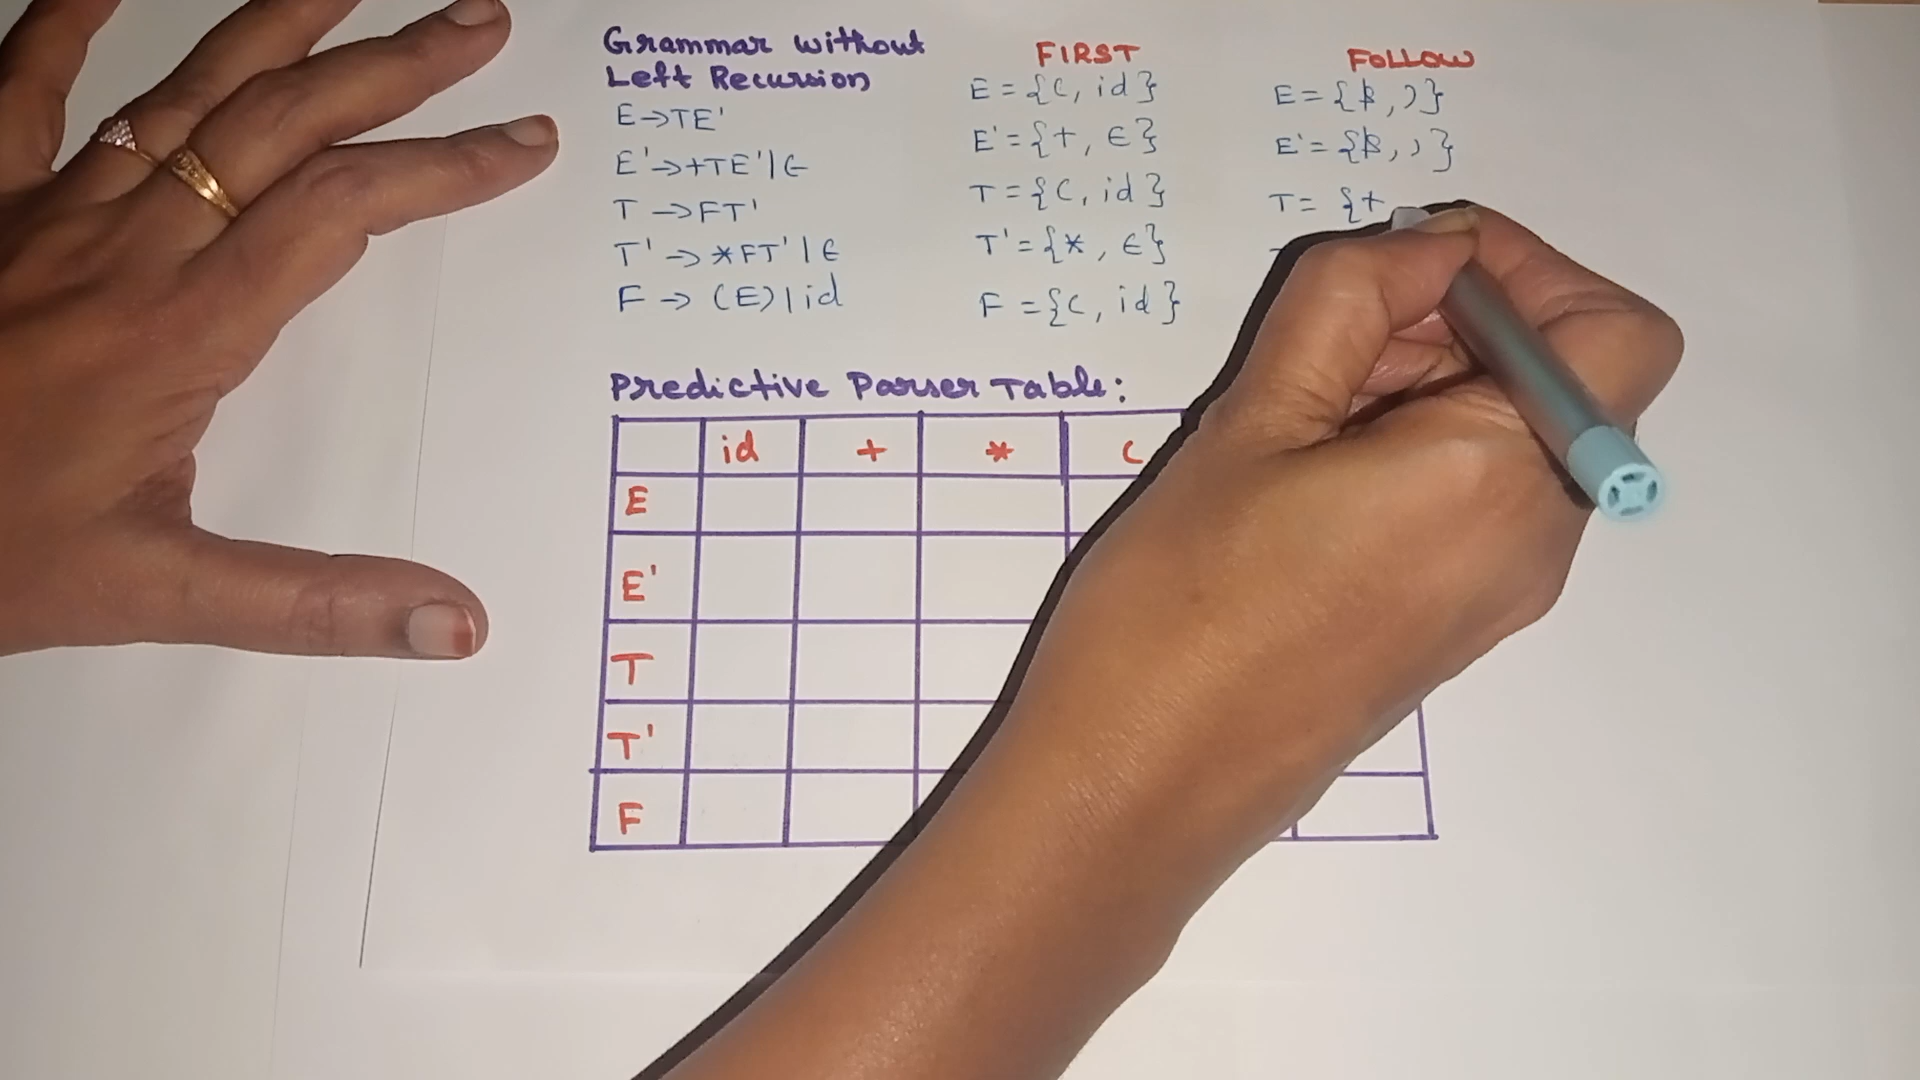 Grammar without
Left Recursion
E→TE'
E'→+TE'|ϵ
T→FT'
T'→*FT'|ϵ
F→(E)|id
FIRST
E={(, id}
E'={+, ϵ}
T={(, id}
T'={*, ϵ}
F={(, id}
FOLLOW
E={$,)}
E'={$,)}
T={+
Predictive Parser Table:
id + * (
E
E'
T
T'
F